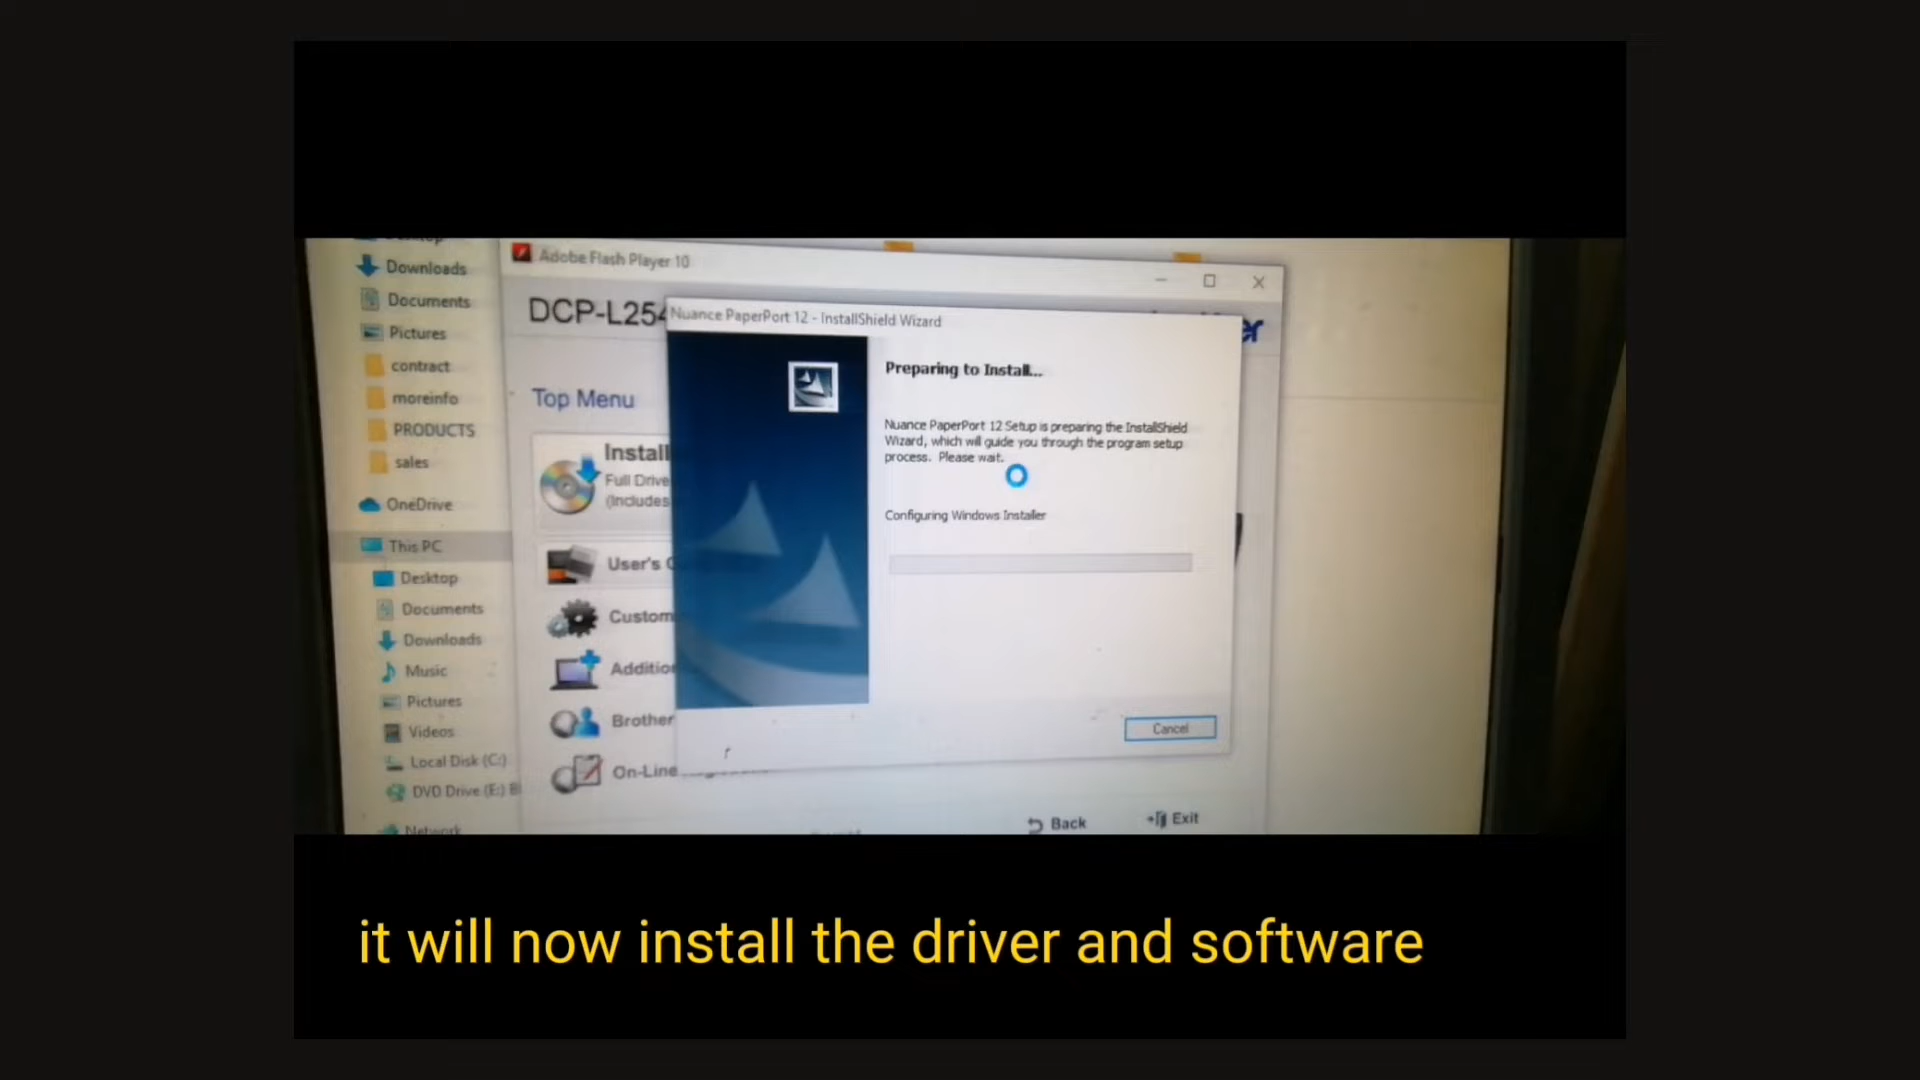 Downloads
Documents
Pictures
contract
moreinfo
PRODUCTS
sales
OneDrive
This PC
Desktop
Documents
Downloads
Music
Pictures
Videos
Local Disk (C:)
DVD Drive (E:)
Network
Adobe Flash Player 10
DCP-L254
Top Menu
Install
Full Drive
(Includes
User's
Custom
Addition
Brother
On-Line
Back
Exit
Nuance PaperPort 12 - InstallShield Wizard
Preparing to Install...
Nuance PaperPort 12 Setup is preparing the InstallShield
Wizard, which will guide you through the program setup
process. Please wait.
Configuring Windows Installer
Cancel
it will now install the driver and software